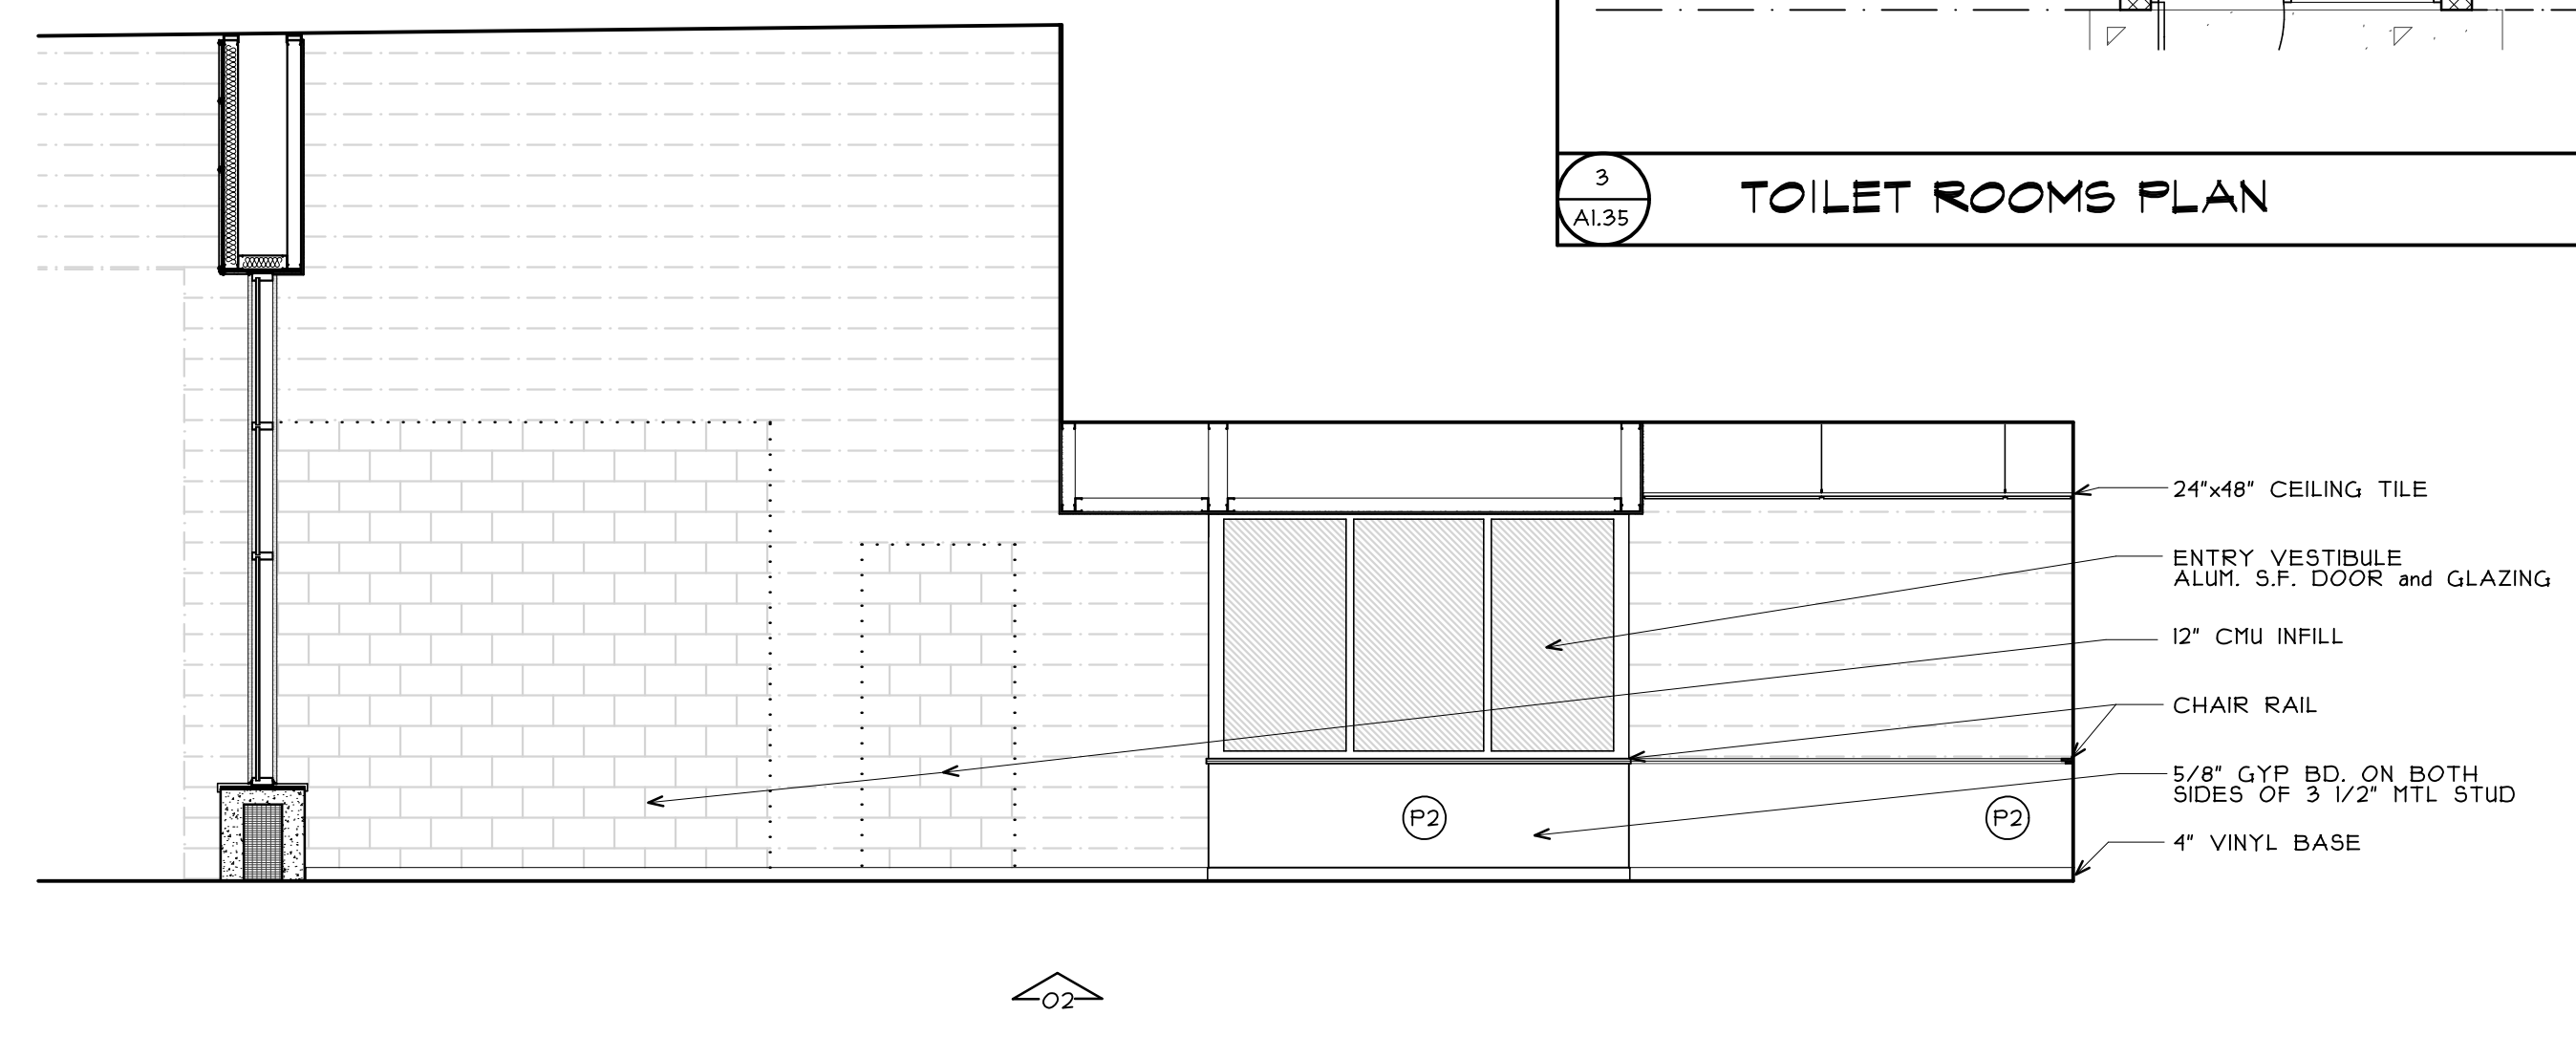 3
A1.35
TOILET ROOMS PLAN
24"x48" CEILING TILE
ENTRY VESTIBULE
ALUM. S.F. DOOR and GLAZING
12" CMU INFILL
CHAIR RAIL
5/8" GYP BD. ON BOTH
SIDES OF 3 1/2" MTL STUD
P2
P2
4" VINYL BASE
02